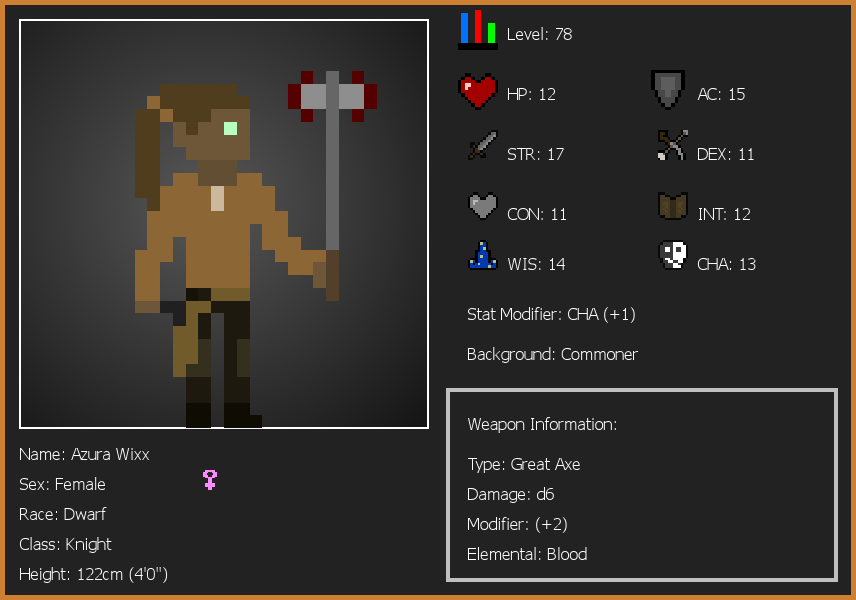 Level: 78
HP: 12
AC: 15
STR: 17
DEX: 11
CON: 11
INT: 12
WIS: 14
CHA: 13
Stat Modifier: CHA (+1)
Background: Commoner
Weapon Information:
Type: Great Axe
Damage: d6
Modifier: (+2)
Elemental: Blood
Name: Azura Wixx
Sex: Female
Race: Dwarf
Class: Knight
Height: 122cm (4'0")